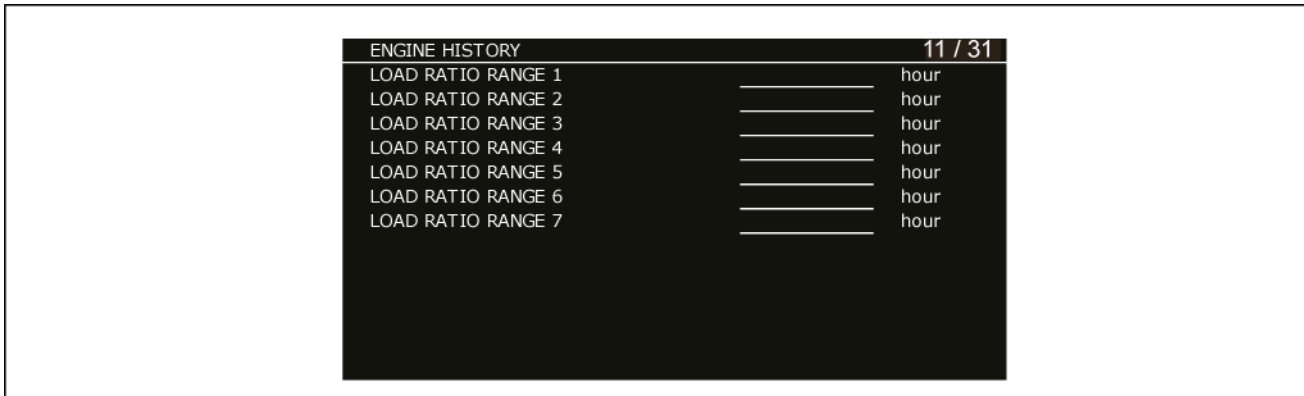 ENGINE HISTORY 11 / 31
LOAD RATIO RANGE 1 hour
LOAD RATIO RANGE 2 hour
LOAD RATIO RANGE 3 hour
LOAD RATIO RANGE 4 hour
LOAD RATIO RANGE 5 hour
LOAD RATIO RANGE 6 hour
LOAD RATIO RANGE 7 hour